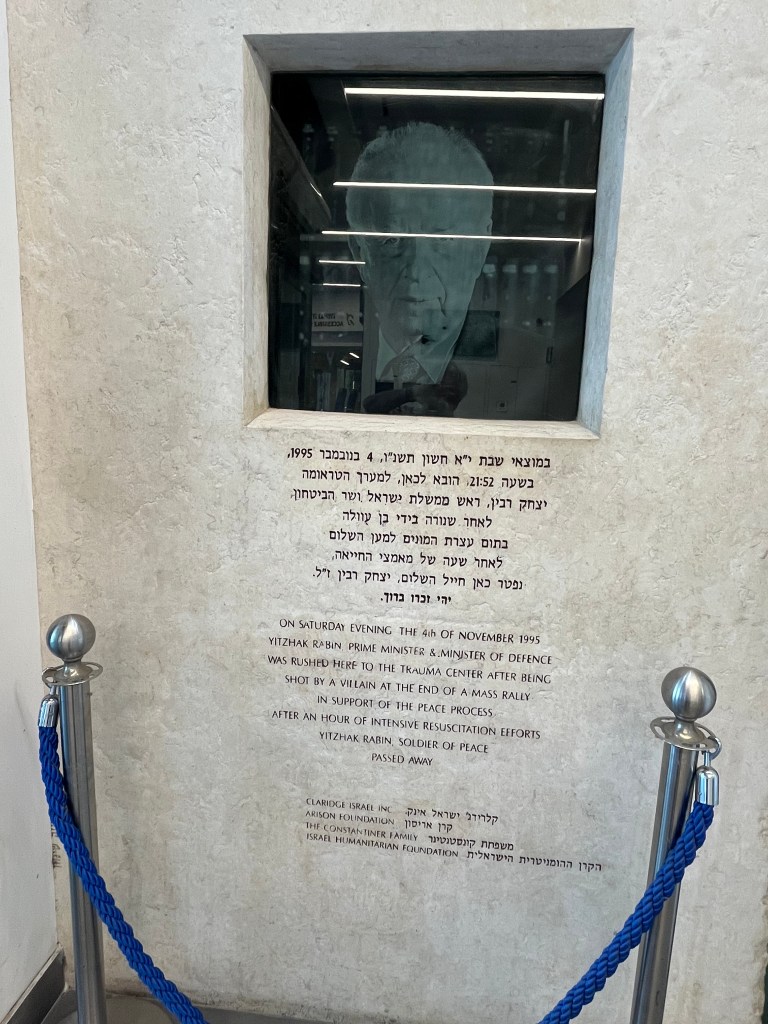 במוצאי שבת י"א חשון תשנ"ו, 4 בנובמבר 1995,
בשעה 21:52, הובא לכאן, למערך הטראומה
יצחק רבין, ראש ממשלת ישראל ושר הביטחון,
לאחר שנורה בידי בן עוולה
בתום עצרת המונים למען השלום
לאחר שעה של מאמצי החייאה,
נפטר כאן חייל השלום, יצחק רבין ז"ל.
יהי זכרו ברוך.
ON SATURDAY EVENING THE 4th OF NOVEMBER 1995
YITZHAK RABIN PRIME MINISTER & MINISTER OF DEFENCE
WAS RUSHED HERE TO THE TRAUMA CENTER AFTER BEING
SHOT BY A VILLAIN AT THE END OF A MASS RALLY
IN SUPPORT OF THE PEACE PROCESS
AFTER AN HOUR OF INTENSIVE RESUSCITATION EFFORTS
YITZHAK RABIN, SOLDIER OF PEACE
PASSED AWAY
CLARIDGE ISRAEL INC קלרידג' ישראל אינק.
ARISON FOUNDATION קרן אריסון
THE CONSTANTINER FAMILY משפחת קונסטנטינר
ISRAEL HUMANITARIAN FOUNDATION הקרן ההומניטרית הישראלית